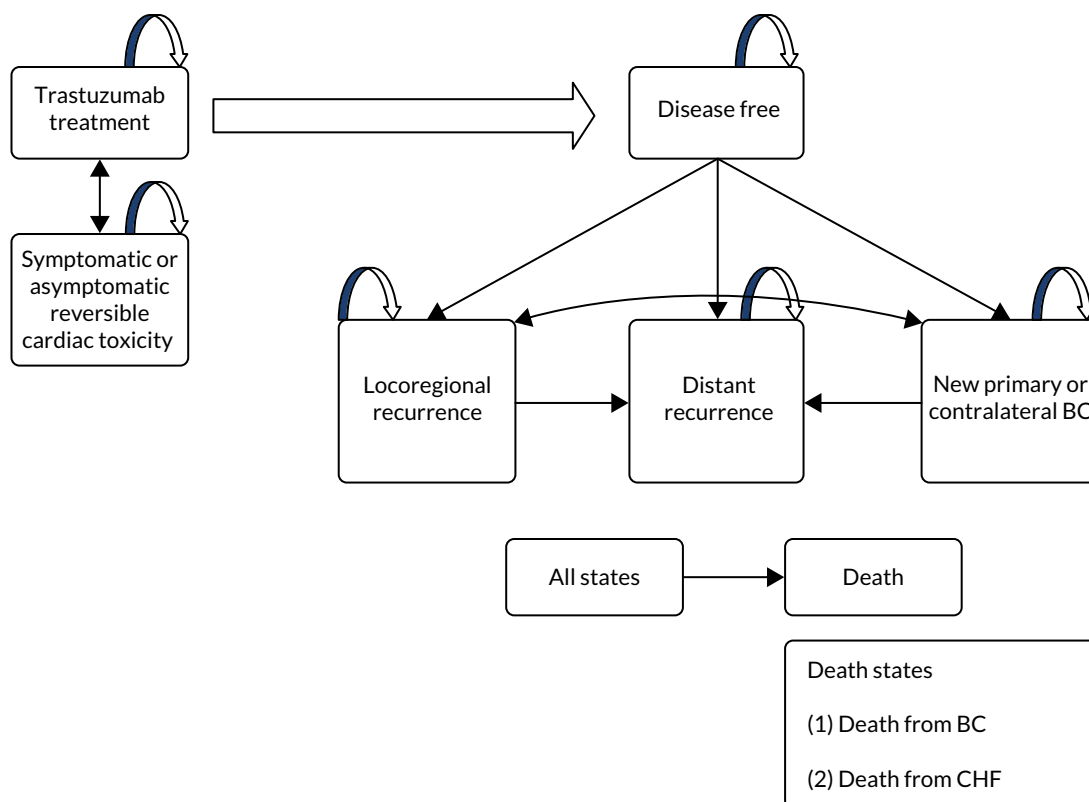 Trastuzumab
treatment
Disease free
Symptomatic or
asymptomatic
reversible
cardiac toxicity
Locoregional
recurrence
Distant
recurrence
New primary or
contralateral BC
All states
Death
Death states
(1) Death from BC
(2) Death from CHF